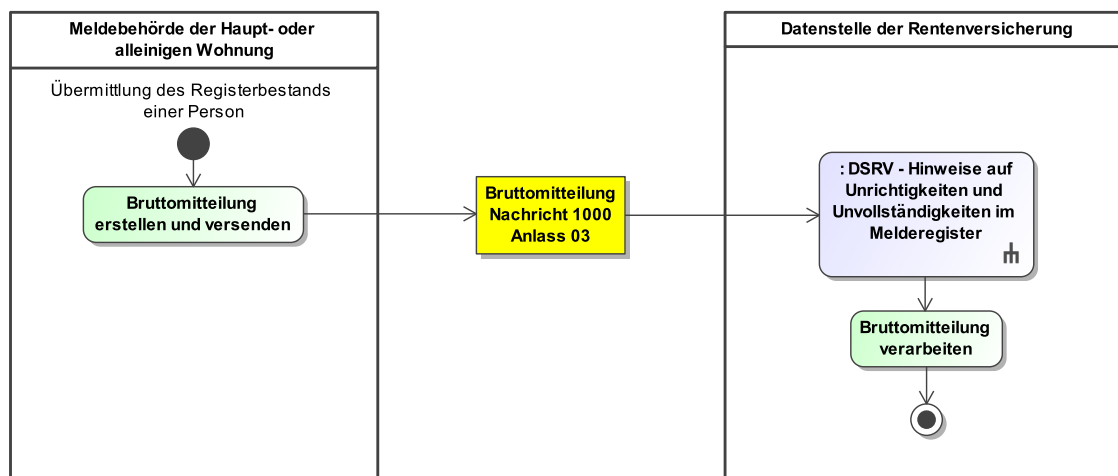 Meldebehörde der Haupt- oder
alleinigen Wohnung
Übermittlung des Registerbestands
einer Person
Bruttomitteilung
erstellen und versenden
Bruttomitteilung
Nachricht 1000
Anlass 03
Datenstelle der Rentenversicherung
: DSRV - Hinweise auf
Unrichtigkeiten und
Unvollständigkeiten im
Melderegister
Bruttomitteilung
verarbeiten